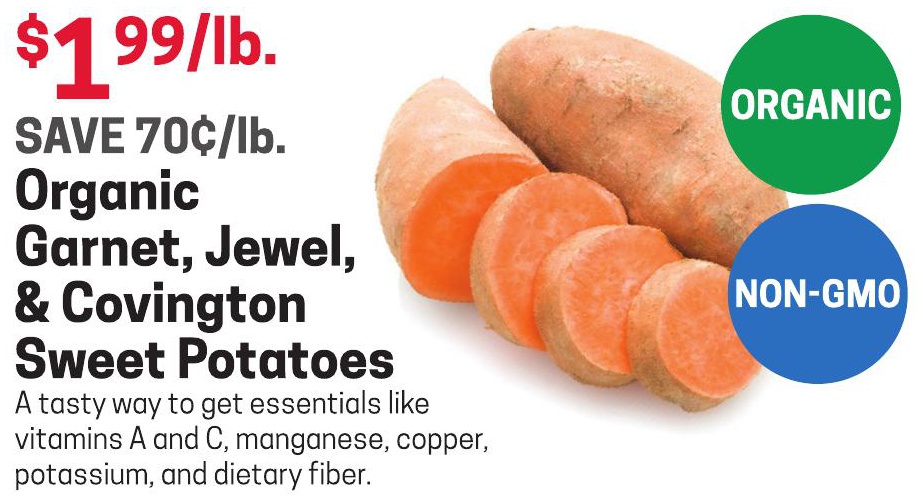 $1 99/lb.
SAVE 70¢/lb.
Organic
Garnet, Jewel,
& Covington
Sweet Potatoes
A tasty way to get essentials like
vitamins A and C, manganese, copper,
potassium, and dietary fiber.
ORGANIC
NON-GMO